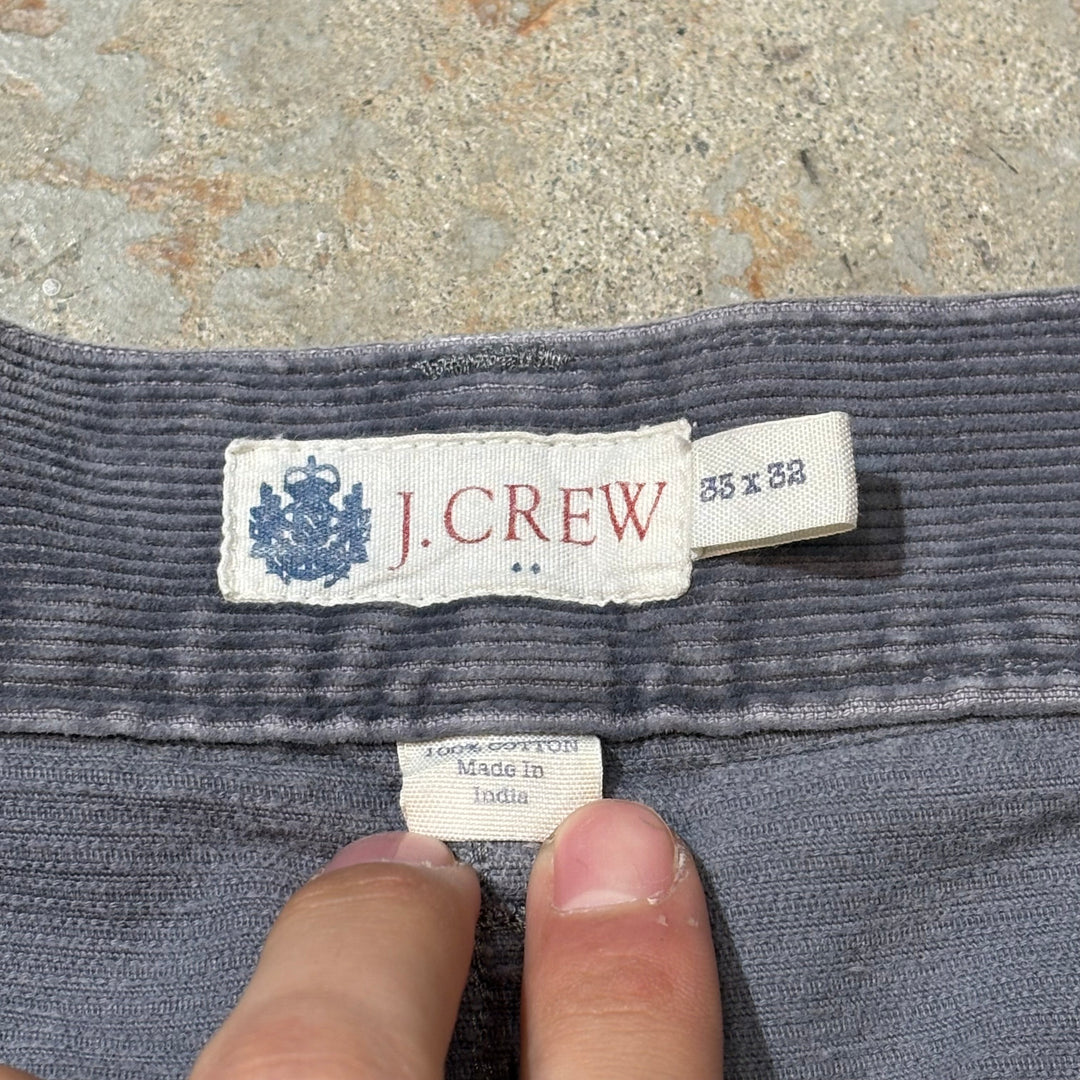 J.CREW
33 x 32
100% COTTON
Made In
India